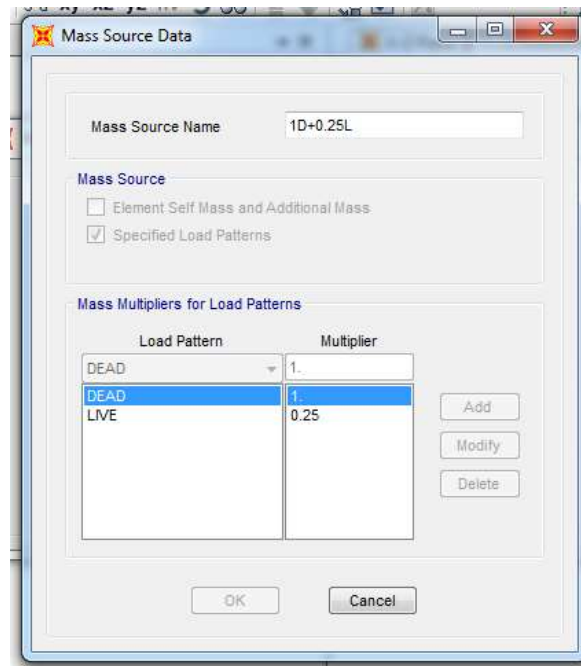 Mass Source Data
Mass Source Name 1D+0.25L
Mass Source
Element Self Mass and Additional Mass
Specified Load Patterns
Mass Multipliers for Load Patterns
Load Pattern Multiplier
DEAD 1.
DEAD 1.
LIVE 0.25
Add
Modify
Delete
OK Cancel